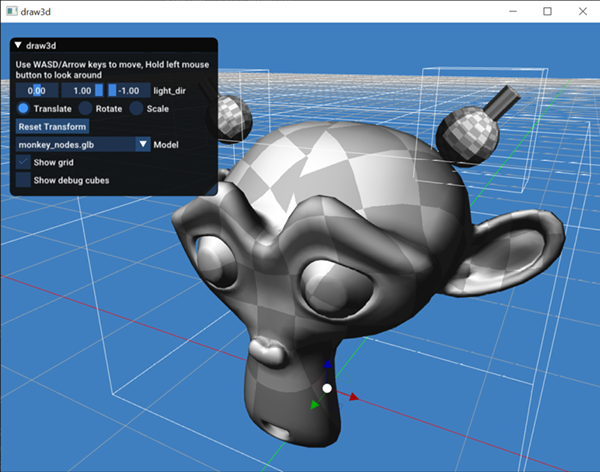 draw3d
draw3d
Use WASD/Arrow keys to move, Hold left mouse
button to look around
0.00 1.00 -1.00 light_dir
Translate Rotate Scale
Reset Transform
monkey_nodes.glb Model
Show grid
Show debug cubes